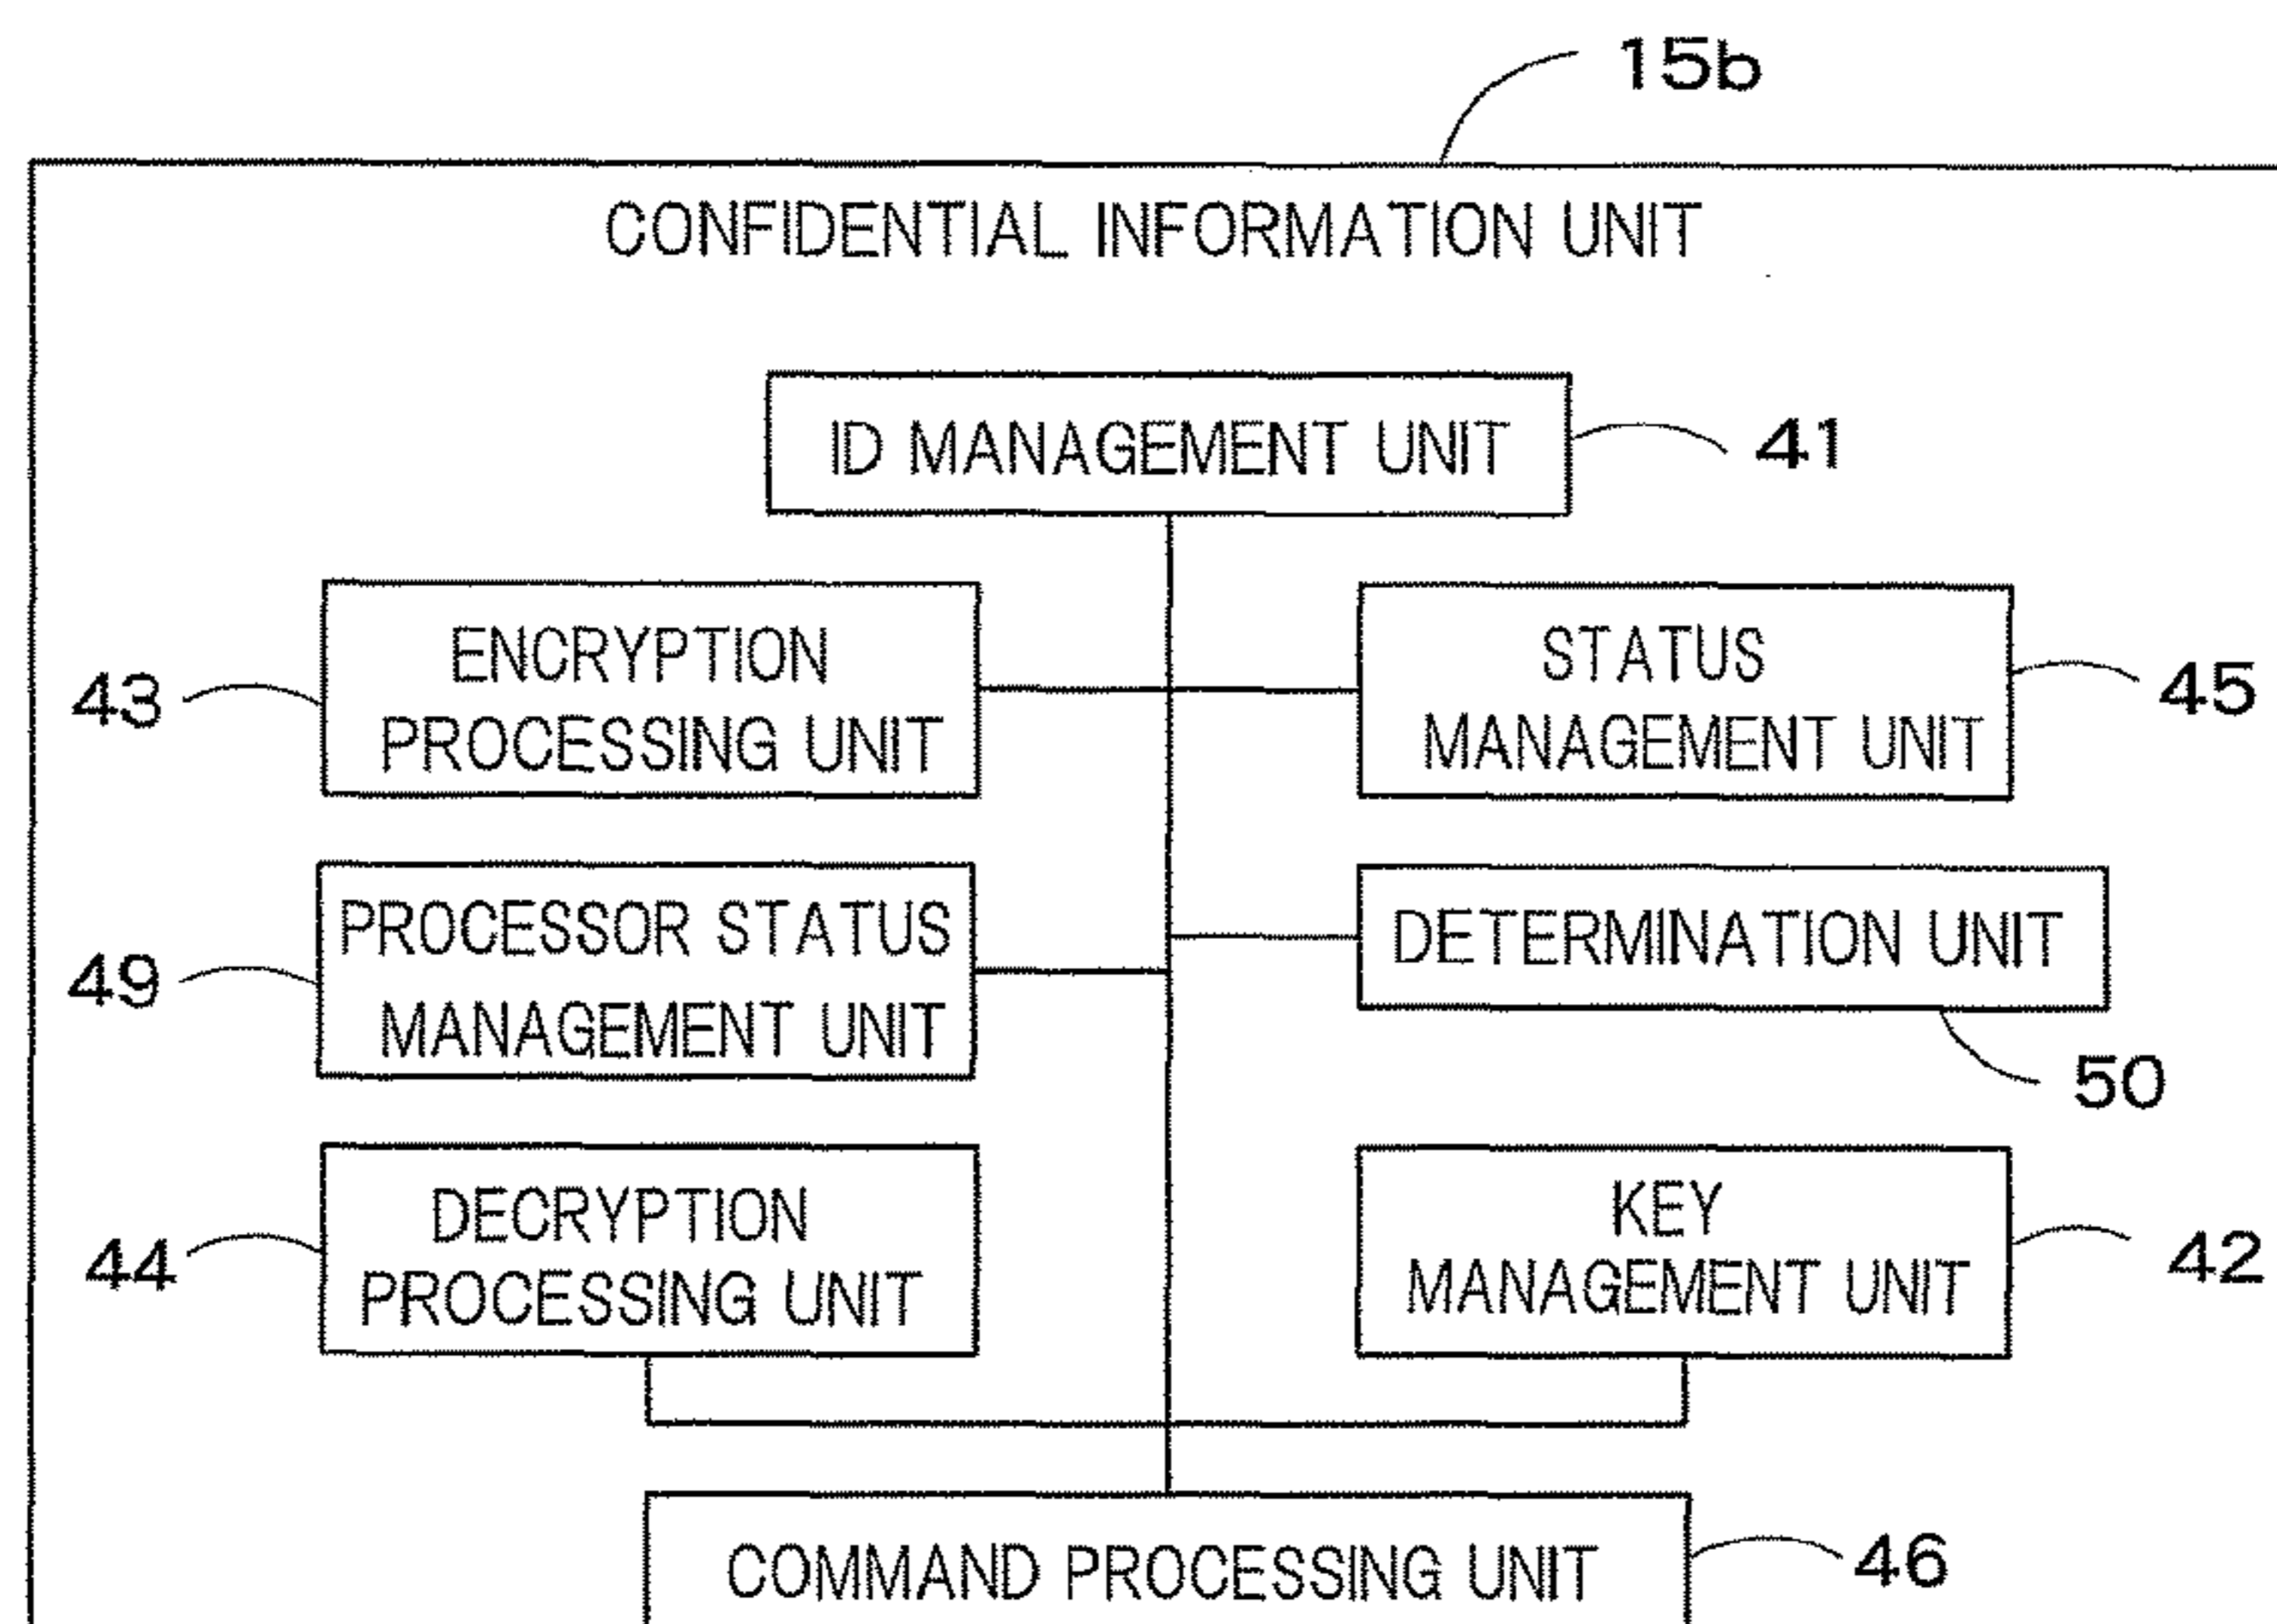 15b
CONFIDENTIAL INFORMATION UNIT
ID MANAGEMENT UNIT
41
ENCRYPTION
PROCESSING UNIT
43
STATUS
MANAGEMENT UNIT
45
PROCESSOR STATUS
MANAGEMENT UNIT
49
DETERMINATION UNIT
50
DECRYPTION
PROCESSING UNIT
44
KEY
MANAGEMENT UNIT
42
COMMAND PROCESSING UNIT
46